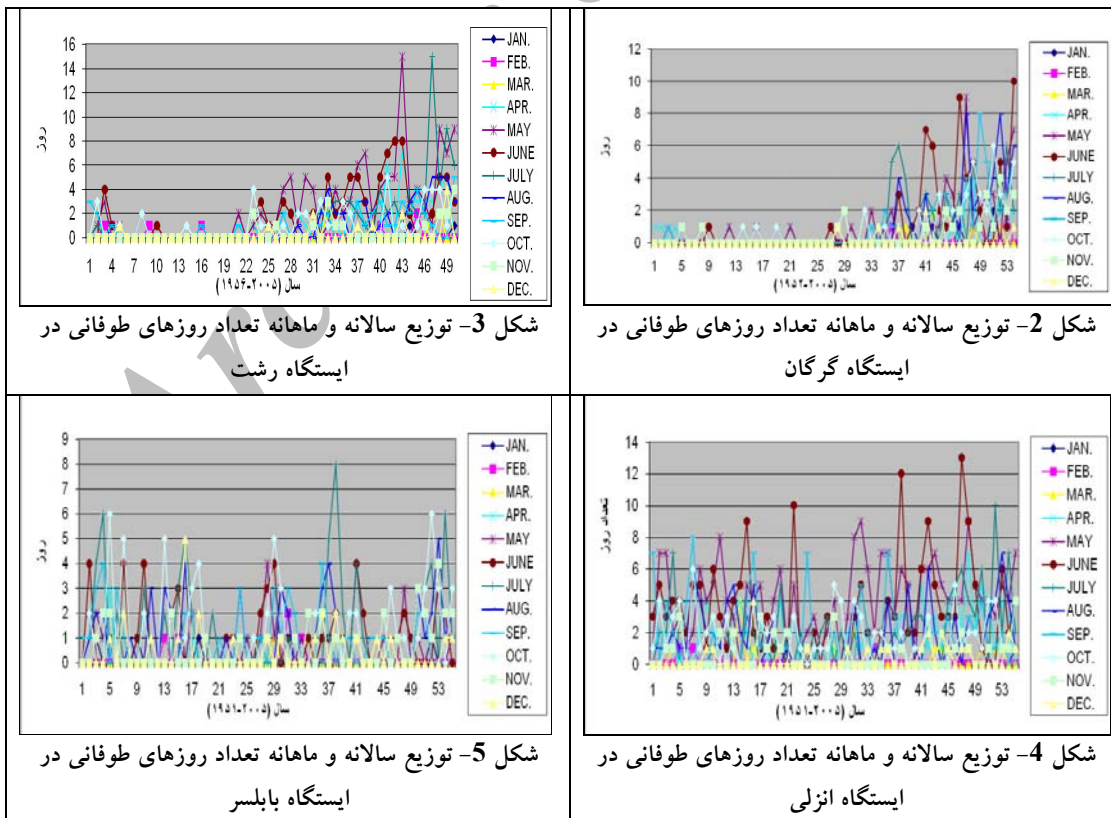 Arc
16
14
12
10
8
6
4
2
0
روز
1 4 7 10 13 16 19 22 25 28 31 34 37 40 43 46 49
سال (۱۹۵۶-۲۰۰۵)
JAN.
FEB.
MAR.
APR.
MAY
JUNE
JULY
AUG.
SEP.
OCT.
NOV.
DEC.
شکل 3- توزیع سالانه و ماهانه تعداد روزهای طوفانی در
ایستگاه رشت
12
10
8
6
4
2
0
روز
1 5 9 13 17 21 25 29 33 37 41 45 49 53
سال (۱۹۵۲-۲۰۰۵)
JAN.
FEB.
MAR.
APR.
MAY
JUNE
JULY
AUG.
SEP.
OCT.
NOV.
DEC.
شکل 2- توزیع سالانه و ماهانه تعداد روزهای طوفانی در
ایستگاه گرگان
9
8
7
6
5
4
3
2
1
0
روز
1 5 9 13 17 21 25 29 33 37 41 45 49 53
سال (۱۹۵۱-۲۰۰۵)
JAN.
FEB.
MAR.
APR.
MAY
JUNE
JULY
AUG.
SEP.
OCT.
NOV.
DEC.
شکل 5- توزیع سالانه و ماهانه تعداد روزهای طوفانی در
ایستگاه بابلسر
14
12
10
8
6
4
2
0
تعداد روز
1 5 9 13 17 21 25 29 33 37 41 45 49 53
سال (۱۹۵۱-۲۰۰۵)
JAN.
FEB.
MAR.
APR.
MAY
JUNE
JULY
AUG.
SEP.
OCT.
NOV.
DEC.
شکل 4- توزیع سالانه و ماهانه تعداد روزهای طوفانی در
ایستگاه انزلی